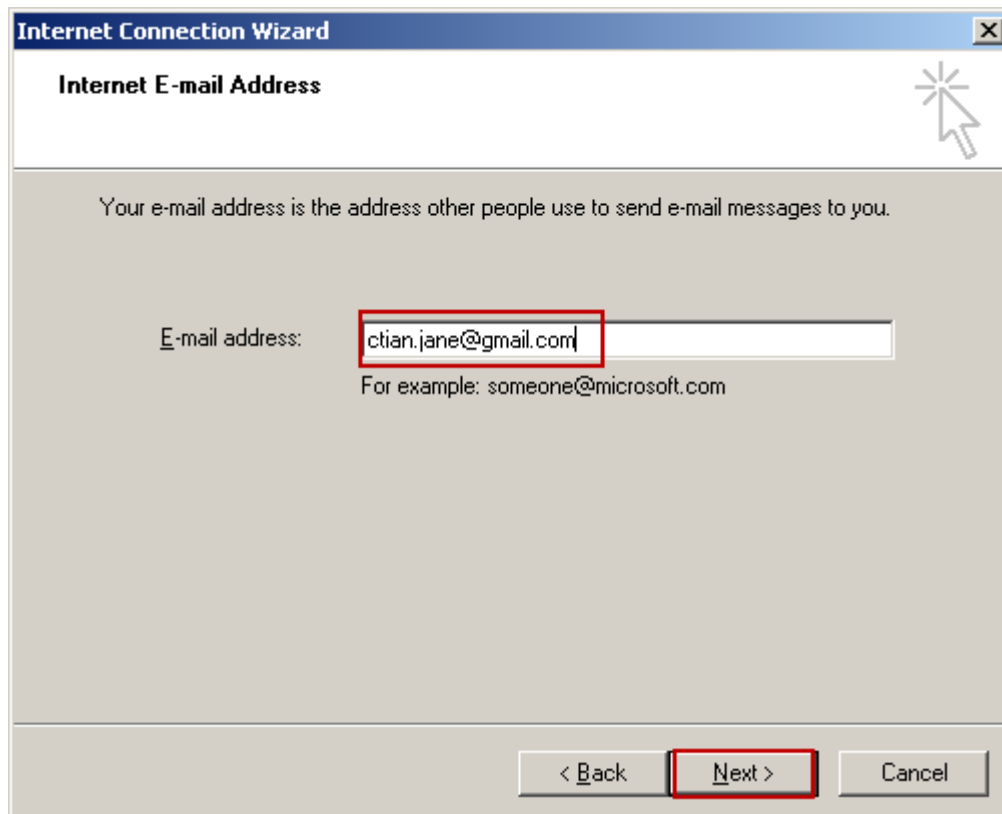 Internet Connection Wizard
Internet E-mail Address
Your e-mail address is the address other people use to send e-mail messages to you.
E-mail address: ctian.jane@gmail.com
For example: someone@microsoft.com
< Back Next > Cancel